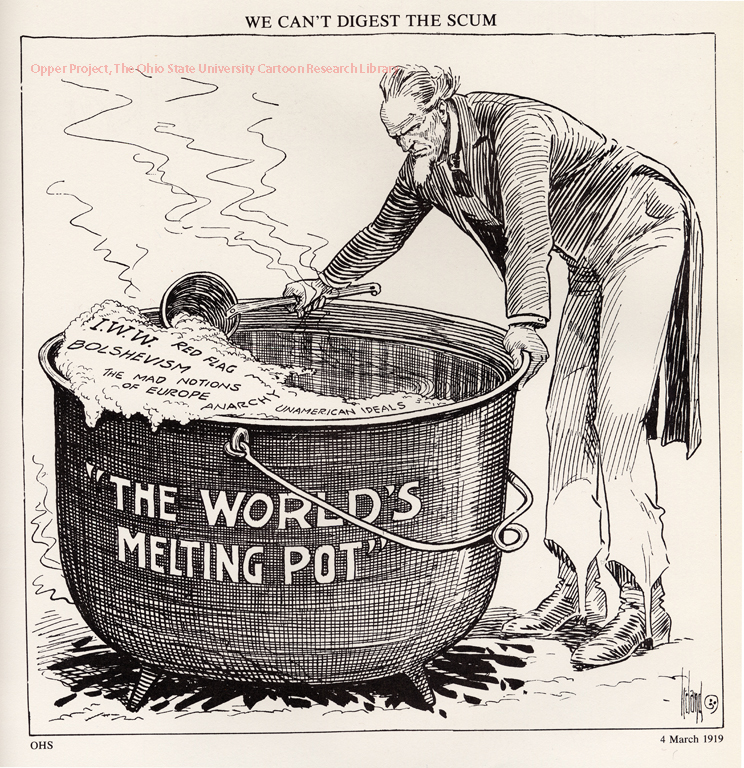 WE CAN'T DIGEST THE SCUM
Opper Project, The Ohio State University Cartoon Research Library
I.W.W. RED FLAG
BOLSHEVISM
THE MAD NOTIONS
OF EUROPE
ANARCHY
UNAMERICAN IDEALS
"THE WORLD'S
MELTING POT"
Ireland
OHS
4 March 1919